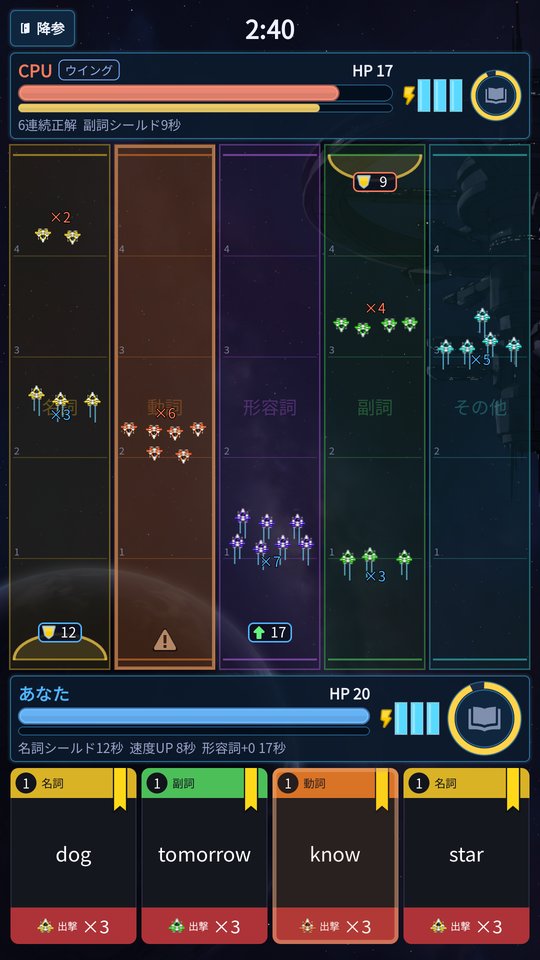 降参
2:40
CPU ウイング HP 17
6連続正解 副詞シールド9秒
9
×2
4 4 4 4 4
×4
3 3 3 3 3
×5
名詞 動詞 形容詞 副詞 その他
×3 ×6
2 2 2 2 2
1 1 1 1 1
×7 ×3
12 17
あなた HP 20
名詞シールド12秒 速度UP 8秒 形容詞+0 17秒
1 名詞 1 副詞 1 動詞 1 名詞
dog tomorrow know star
出撃 ×3 出撃 ×3 出撃 ×3 出撃 ×3